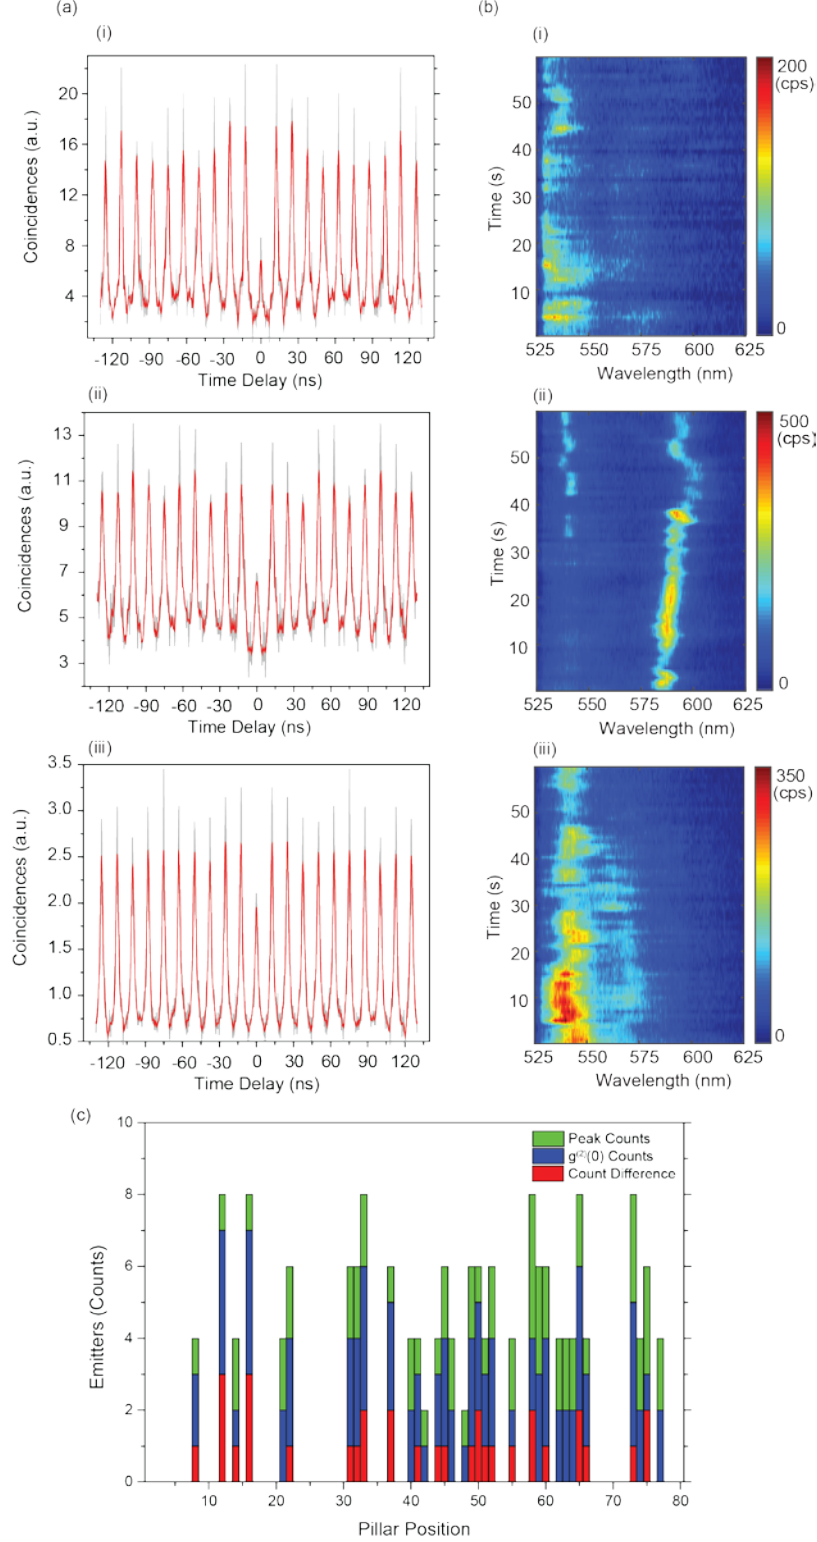 (a)
(i)
20
16
12
8
4
Coincidences (a.u.)
-120 -90 -60 -30 0 30 60 90 120
Time Delay (ns)
(ii)
13
11
9
7
5
3
Coincidences (a.u.)
-120 -90 -60 -30 0 30 60 90 120
Time Delay (ns)
(iii)
3.5
3.0
2.5
2.0
1.5
1.0
0.5
Coincidences (a.u.)
-120 -90 -60 -30 0 30 60 90 120
Time Delay (ns)
(b)
(i)
50
40
30
20
10
Time (s)
525 550 575 600 625
Wavelength (nm)
200
(cps)
0
(ii)
50
40
30
20
10
Time (s)
525 550 575 600 625
Wavelength (nm)
500
(cps)
0
(iii)
50
40
30
20
10
Time (s)
525 550 575 600 625
Wavelength (nm)
350
(cps)
0
(c)
10
8
6
4
2
0
Emitters (Counts)
10 20 30 40 50 60 70 80
Pillar Position
Peak Counts
g⁽²⁾(0) Counts
Count Difference